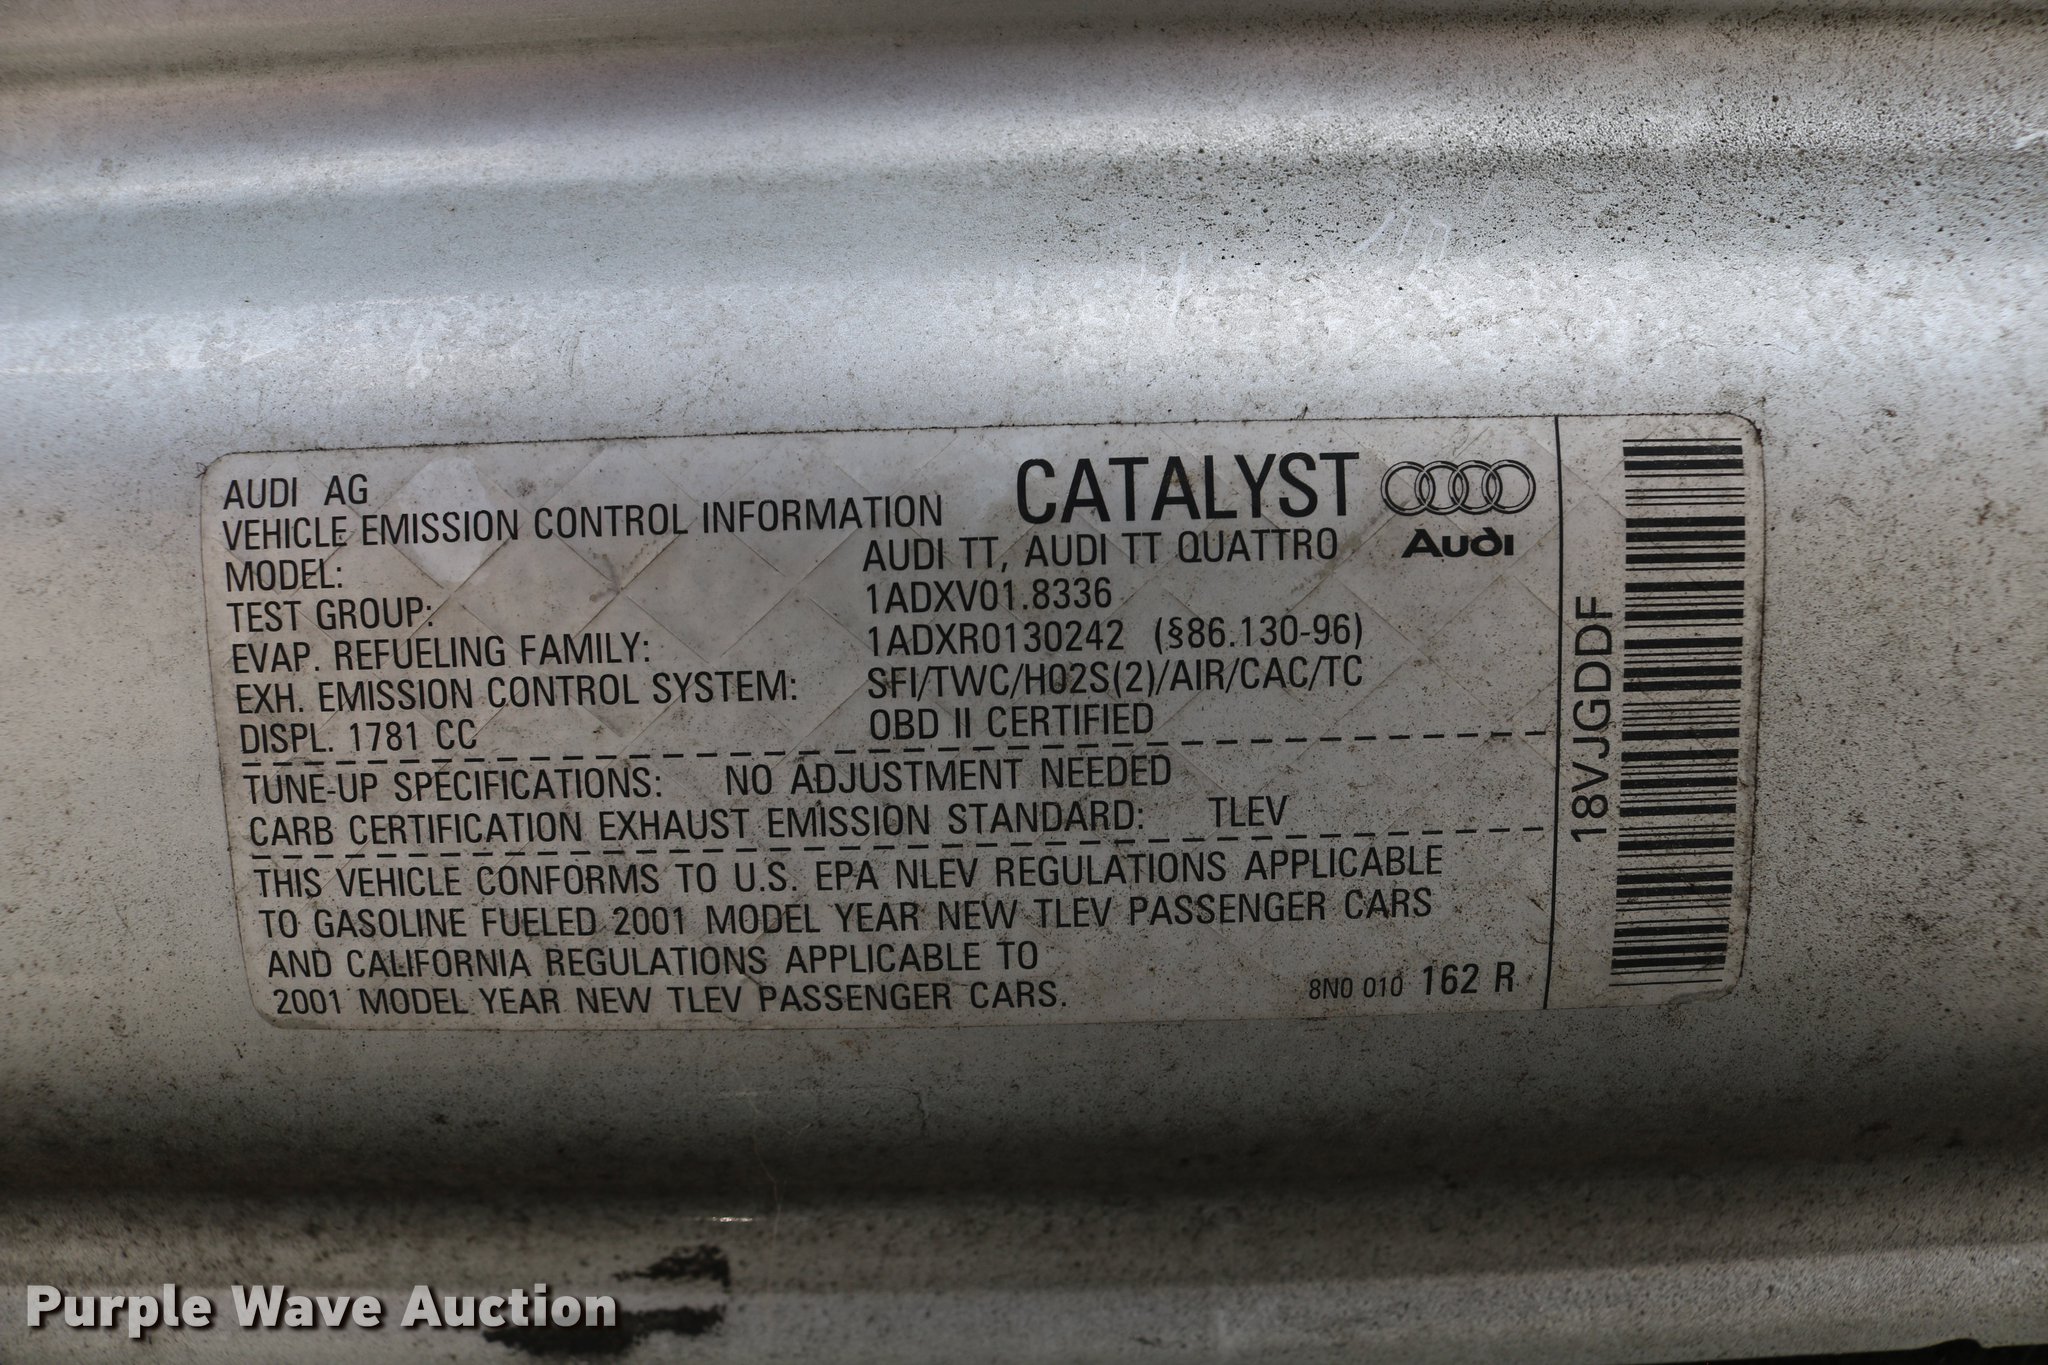 AUDI AG
VEHICLE EMISSION CONTROL INFORMATION
CATALYST
Audi
MODEL: AUDI TT, AUDI TT QUATTRO
TEST GROUP: 1ADXV01.8336
EVAP. REFUELING FAMILY: 1ADXR0130242 (§86.130-96)
EXH. EMISSION CONTROL SYSTEM: SFI/TWC/H02S(2)/AIR/CAC/TC
DISPL. 1781 CC OBD II CERTIFIED
TUNE-UP SPECIFICATIONS: NO ADJUSTMENT NEEDED
CARB CERTIFICATION EXHAUST EMISSION STANDARD: TLEV
THIS VEHICLE CONFORMS TO U.S. EPA NLEV REGULATIONS APPLICABLE
TO GASOLINE FUELED 2001 MODEL YEAR NEW TLEV PASSENGER CARS
AND CALIFORNIA REGULATIONS APPLICABLE TO
2001 MODEL YEAR NEW TLEV PASSENGER CARS.
8N0 010 162 R
18VJGDDF
Purple Wave Auction